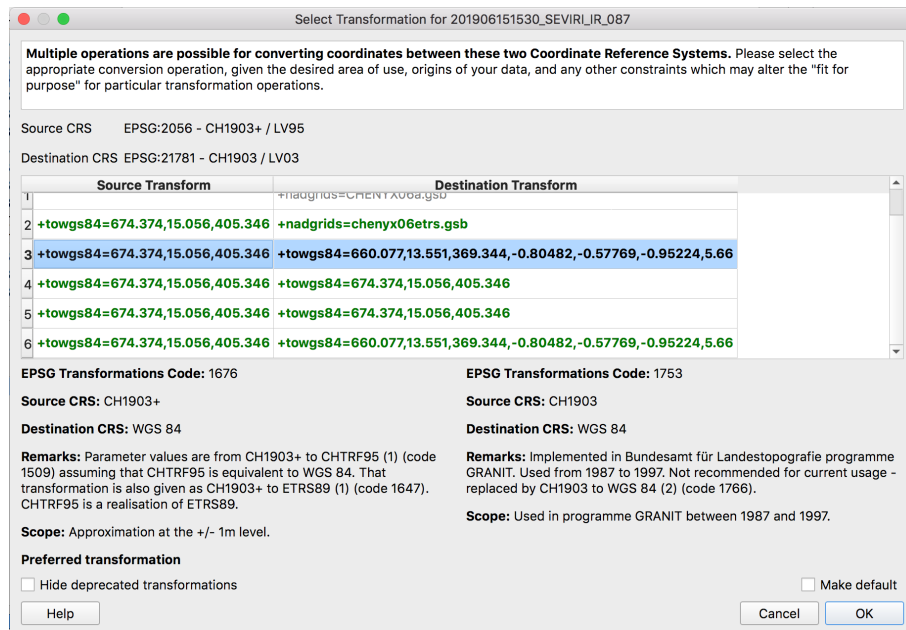 Select Transformation for 201906151530_SEVIRI_IR_087
Multiple operations are possible for converting coordinates between these two Coordinate Reference Systems. Please select the
appropriate conversion operation, given the desired area of use, origins of your data, and any other constraints which may alter the "fit for
purpose" for particular transformation operations.
Source CRS EPSG:2056 - CH1903+ / LV95
Destination CRS EPSG:21781 - CH1903 / LV03
Source Transform Destination Transform
1 +nadgrids=CHENYX06a.gsb
2 +towgs84=674.374,15.056,405.346 +nadgrids=chenyx06etrs.gsb
3 +towgs84=674.374,15.056,405.346 +towgs84=660.077,13.551,369.344,-0.80482,-0.57769,-0.95224,5.66
4 +towgs84=674.374,15.056,405.346 +towgs84=674.374,15.056,405.346
5 +towgs84=674.374,15.056,405.346 +towgs84=674.374,15.056,405.346
6 +towgs84=674.374,15.056,405.346 +towgs84=660.077,13.551,369.344,-0.80482,-0.57769,-0.95224,5.66
EPSG Transformations Code: 1676
Source CRS: CH1903+
Destination CRS: WGS 84
Remarks: Parameter values are from CH1903+ to CHTRF95 (1) (code
1509) assuming that CHTRF95 is equivalent to WGS 84. That
transformation is also given as CH1903+ to ETRS89 (1) (code 1647).
CHTRF95 is a realisation of ETRS89.
Scope: Approximation at the +/- 1m level.
Preferred transformation
EPSG Transformations Code: 1753
Source CRS: CH1903
Destination CRS: WGS 84
Remarks: Implemented in Bundesamt für Landestopografie programme
GRANIT. Used from 1987 to 1997. Not recommended for current usage -
replaced by CH1903 to WGS 84 (2) (code 1766).
Scope: Used in programme GRANIT between 1987 and 1997.
Hide deprecated transformations
Make default
Help
Cancel
OK